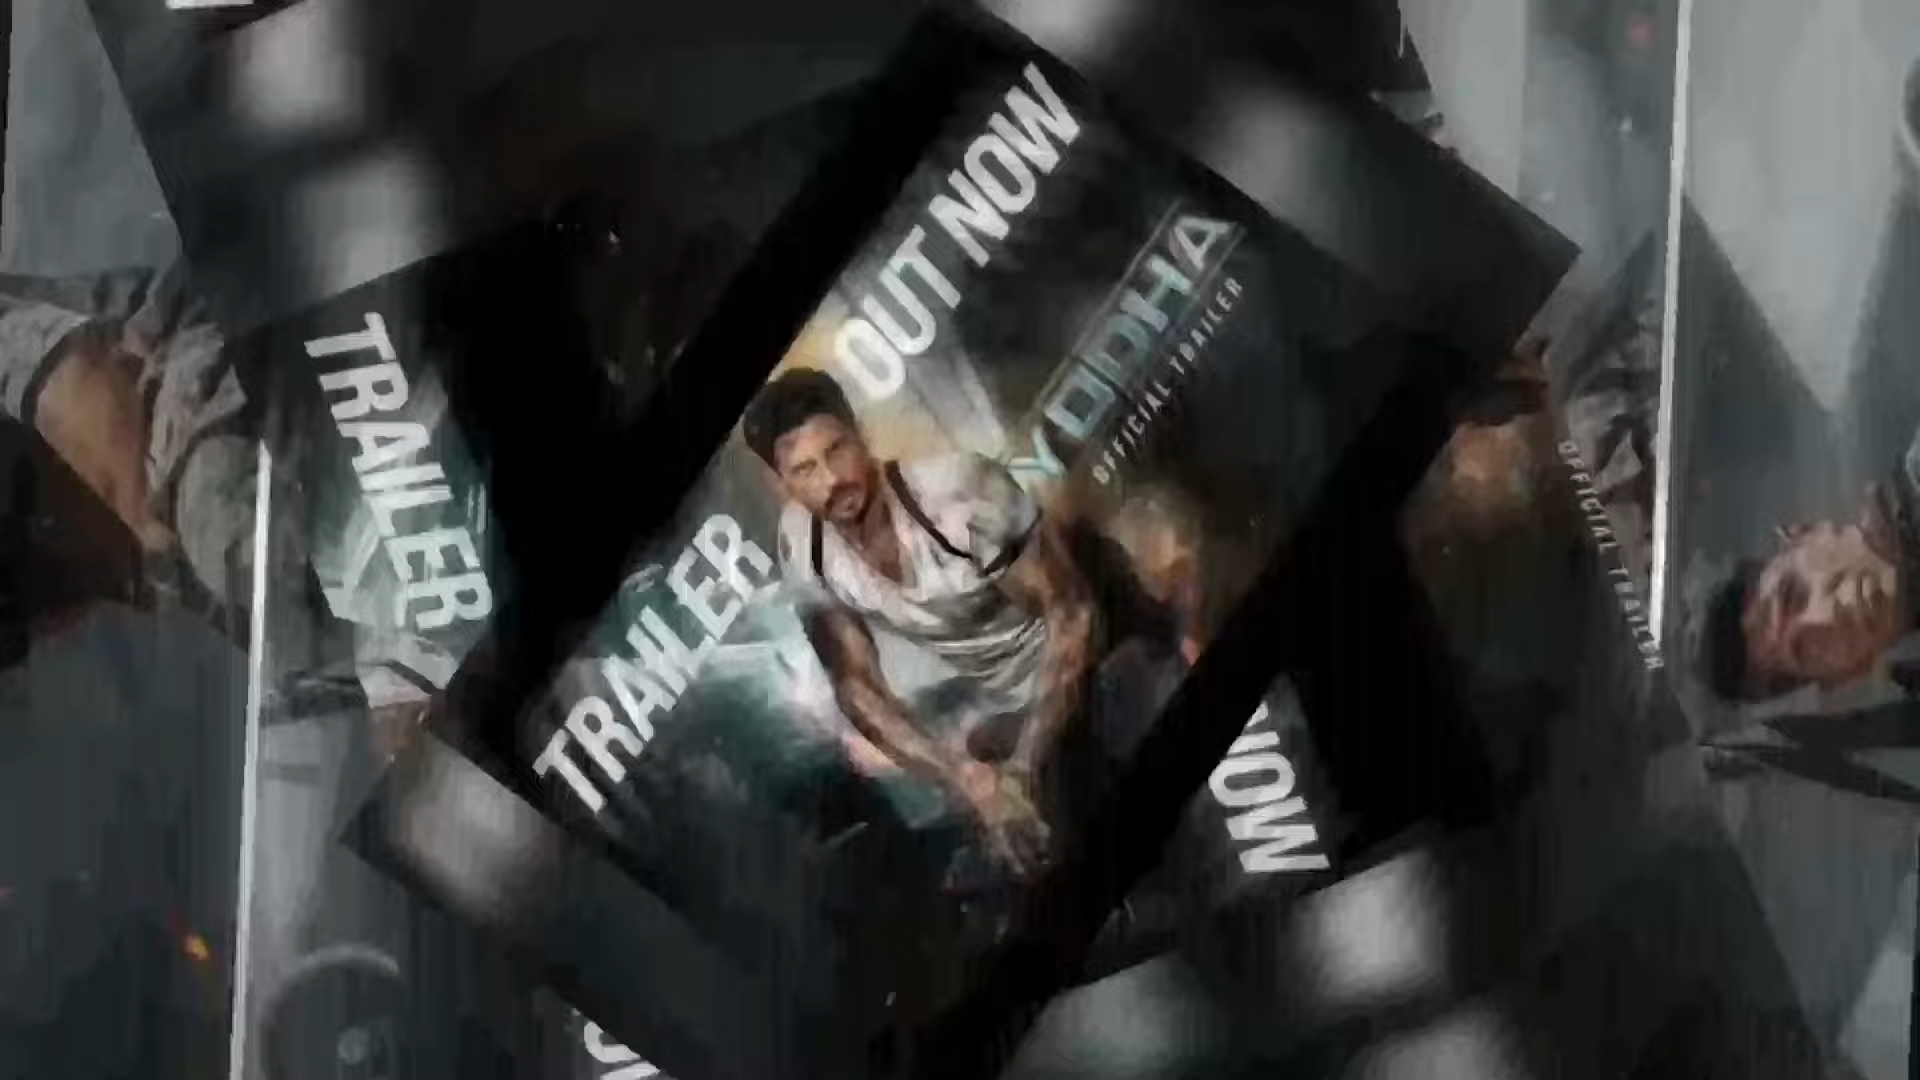 TRAILER
OUT NOW
YODHA
OFFICIAL TRAILER
TRAILER
NOW
OFFICIAL TRAILER